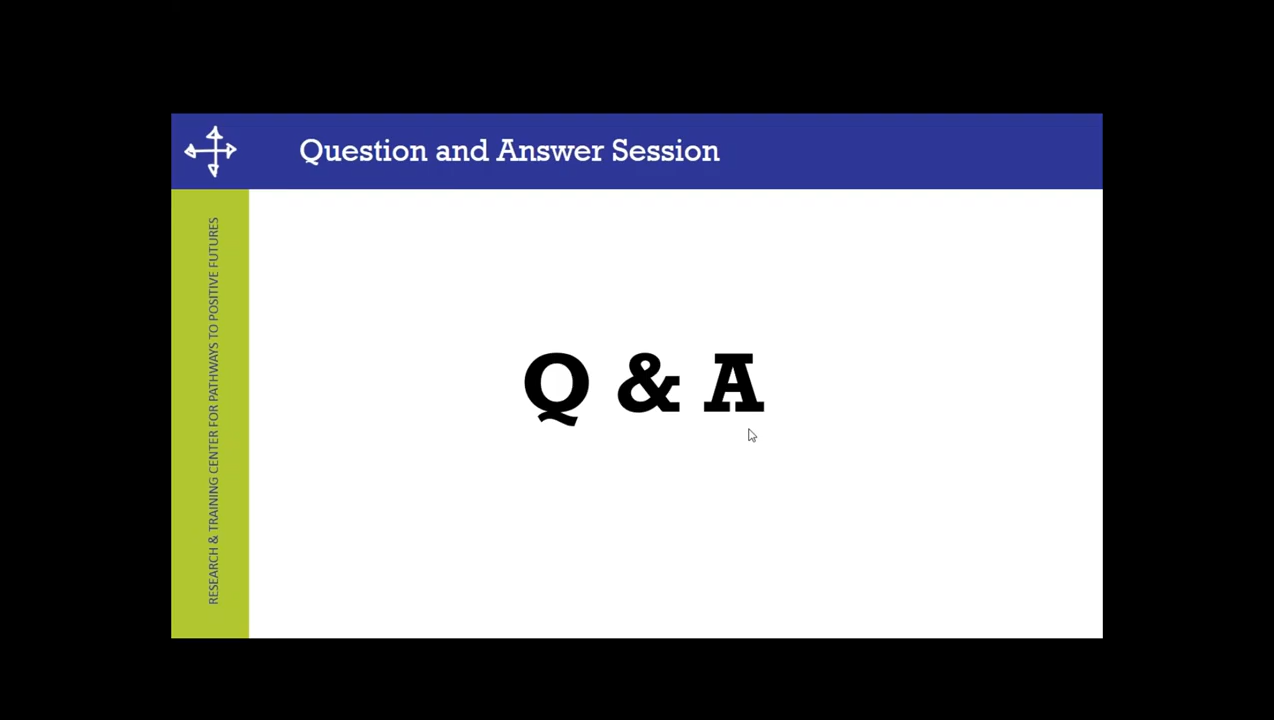 Question and Answer Session
RESEARCH & TRAINING CENTER FOR PATHWAYS TO POSITIVE FUTURES
Q & A